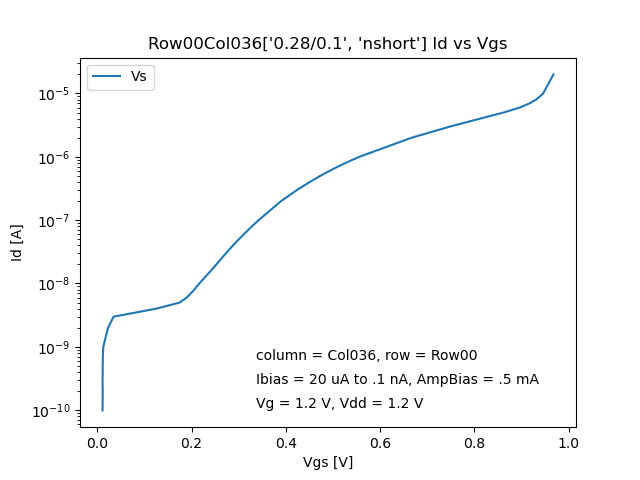 Row00Col036['0.28/0.1', 'nshort'] Id vs Vgs
Vs
10^-5
10^-6
10^-7
10^-8
10^-9
10^-10
Id [A]
column = Col036, row = Row00
Ibias = 20 uA to .1 nA, AmpBias = .5 mA
Vg = 1.2 V, Vdd = 1.2 V
0.0 0.2 0.4 0.6 0.8 1.0
Vgs [V]